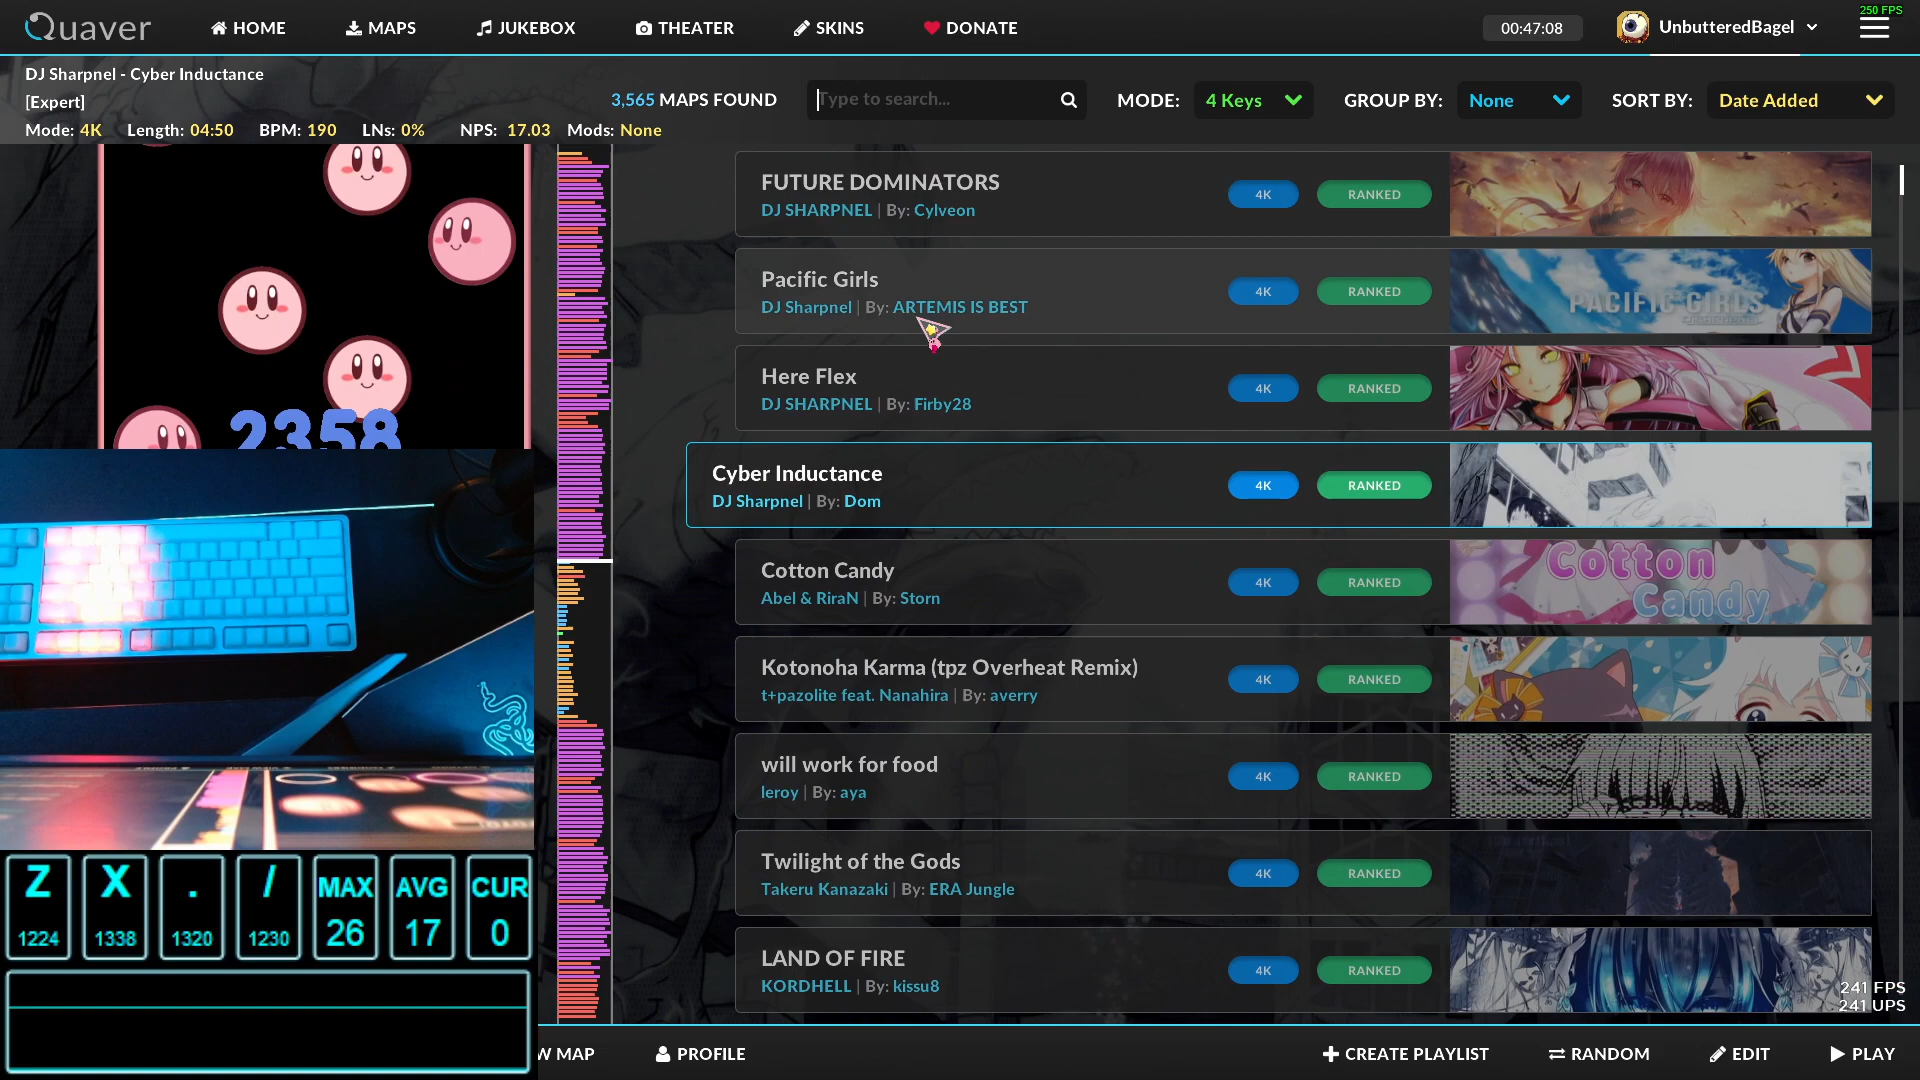 Quaver
HOME
MAPS
JUKEBOX
THEATER
SKINS
DONATE
00:47:08
UnbutteredBagel
250 FPS
DJ Sharpnel - Cyber Inductance
[Expert]
Mode: 4K Length: 04:50 BPM: 190 LNs: 0% NPS: 17.03 Mods: None
3,565 MAPS FOUND
Type to search...
MODE: 4 Keys
GROUP BY: None
SORT BY: Date Added
FUTURE DOMINATORS
DJ SHARPNEL | By: Cylveon
4K
RANKED
Pacific Girls
DJ Sharpnel | By: ARTEMIS IS BEST
4K
RANKED
PACIFIC GIRLS
Here Flex
DJ SHARPNEL | By: Firby28
4K
RANKED
2358
Cyber Inductance
DJ Sharpnel | By: Dom
4K
RANKED
Cotton Candy
Abel & RiraN | By: Storn
4K
RANKED
Cotton
Candy
Kotonoha Karma (tpz Overheat Remix)
t+pazolite feat. Nanahira | By: averry
4K
RANKED
will work for food
leroy | By: aya
4K
RANKED
Twilight of the Gods
Takeru Kanazaki | By: ERA Jungle
4K
RANKED
LAND OF FIRE
KORDHELL | By: kissu8
4K
RANKED
Z X . / MAX AVG CUR
1224 1338 1320 1230 26 17 0
241 FPS
241 UPS
W MAP
PROFILE
CREATE PLAYLIST
RANDOM
EDIT
PLAY